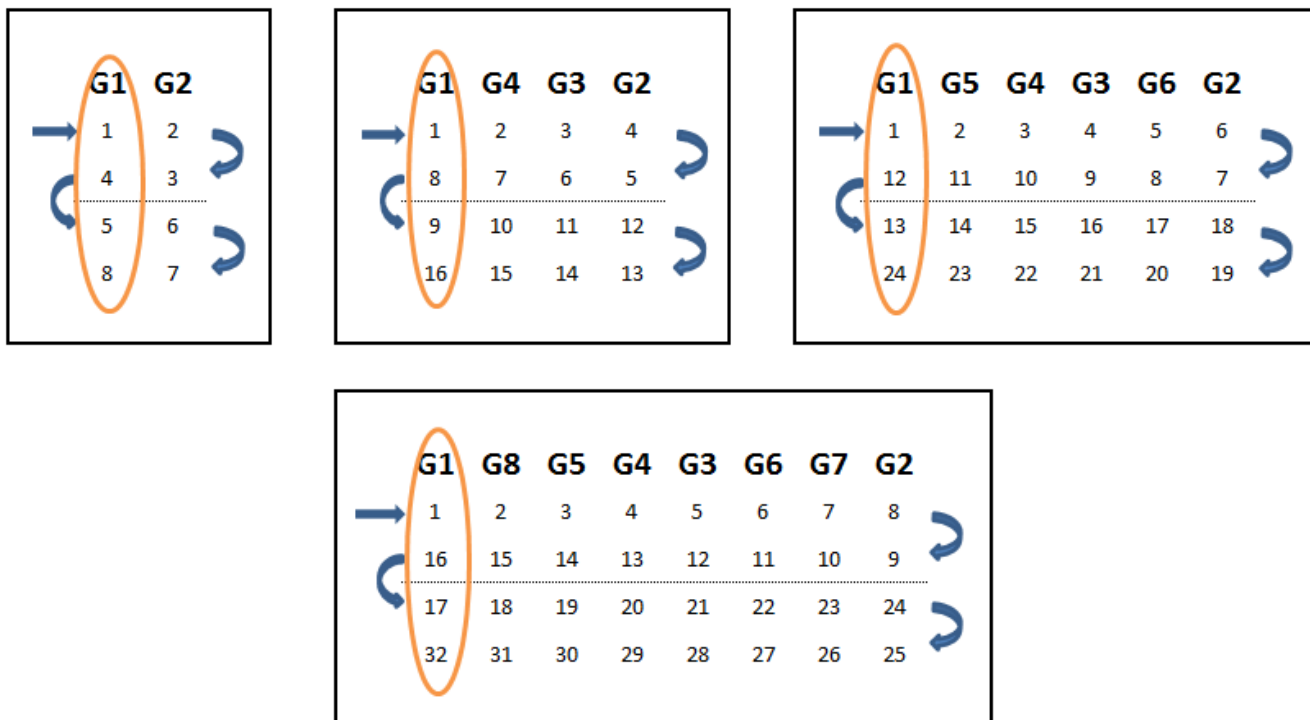 G1 G2
1 2
4 3
5 6
8 7
G1 G4 G3 G2
1 2 3 4
8 7 6 5
9 10 11 12
16 15 14 13
G1 G5 G4 G3 G6 G2
1 2 3 4 5 6
12 11 10 9 8 7
13 14 15 16 17 18
24 23 22 21 20 19
G1 G8 G5 G4 G3 G6 G7 G2
1 2 3 4 5 6 7 8
16 15 14 13 12 11 10 9
17 18 19 20 21 22 23 24
32 31 30 29 28 27 26 25